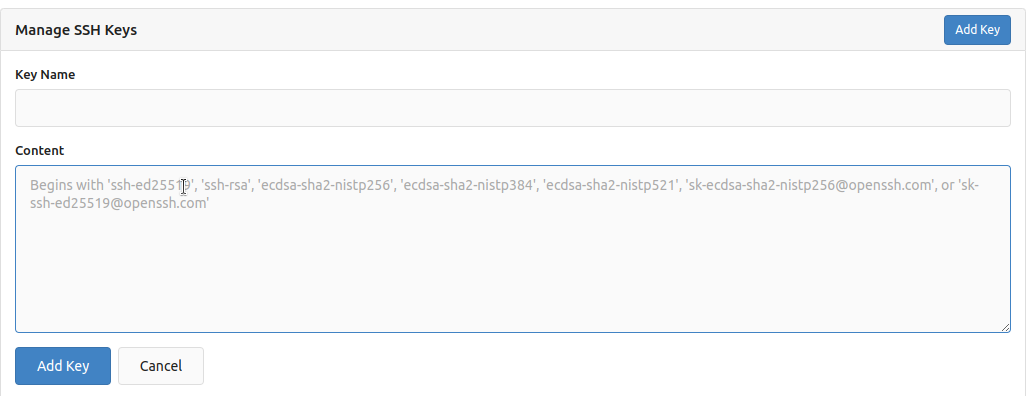 Manage SSH Keys
Add Key
Key Name
Content
Begins with 'ssh-ed25519', 'ssh-rsa', 'ecdsa-sha2-nistp256', 'ecdsa-sha2-nistp384', 'ecdsa-sha2-nistp521', 'sk-ecdsa-sha2-nistp256@openssh.com', or 'sk-
ssh-ed25519@openssh.com'
Add Key
Cancel